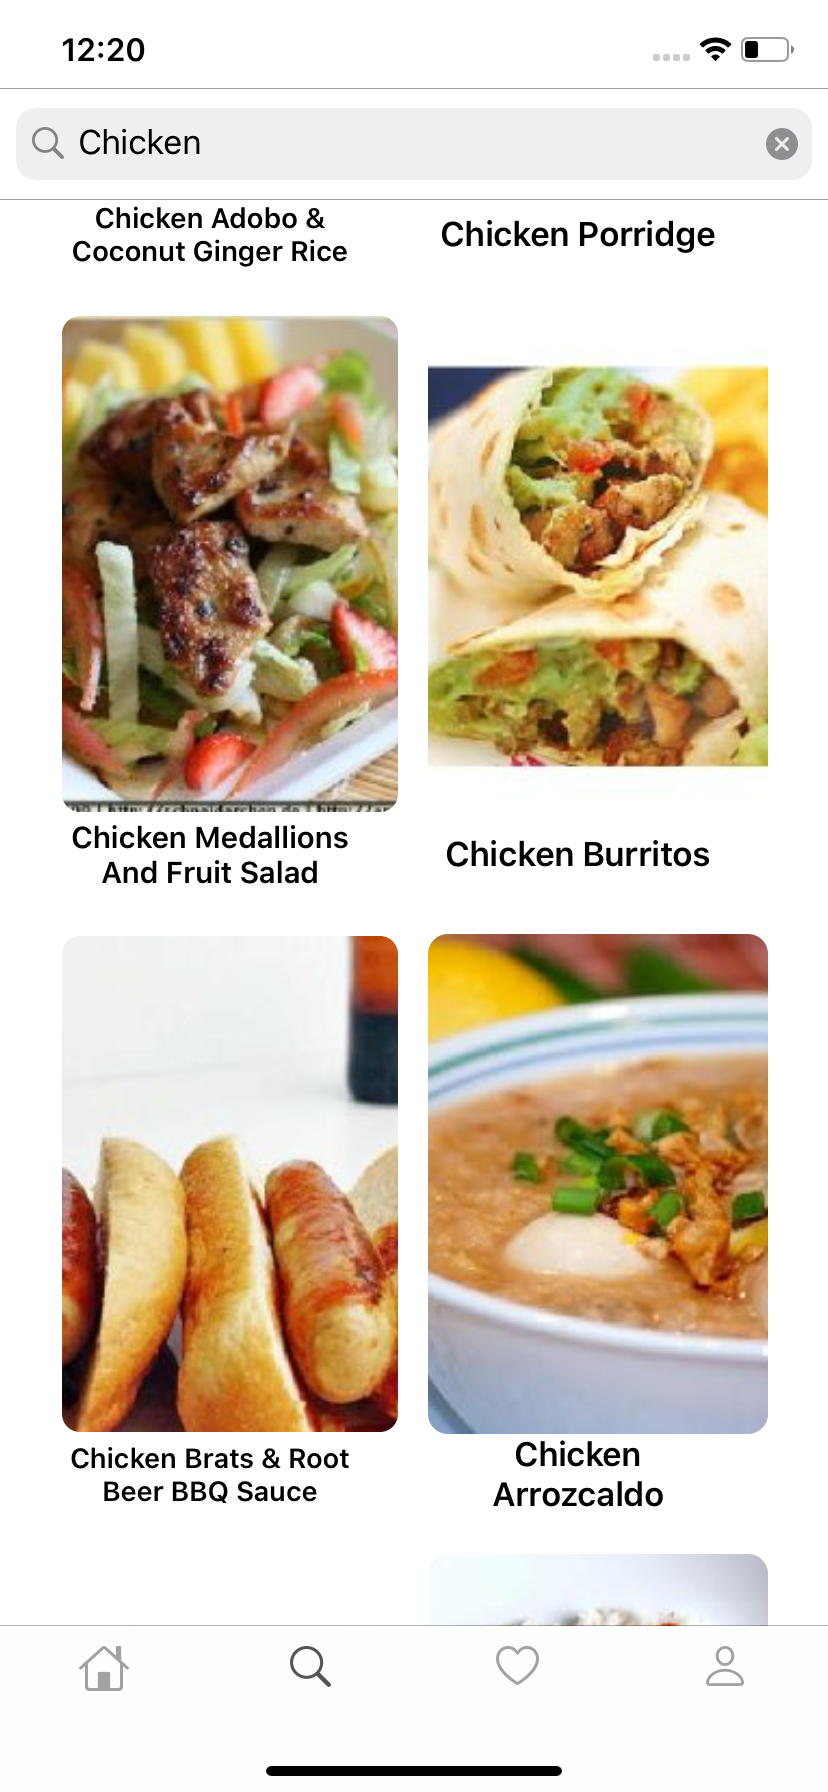 12:20
Chicken
Chicken Adobo &
Coconut Ginger Rice
Chicken Porridge
Chicken Medallions
And Fruit Salad
Chicken Burritos
Chicken Brats & Root
Beer BBQ Sauce
Chicken
Arrozcaldo